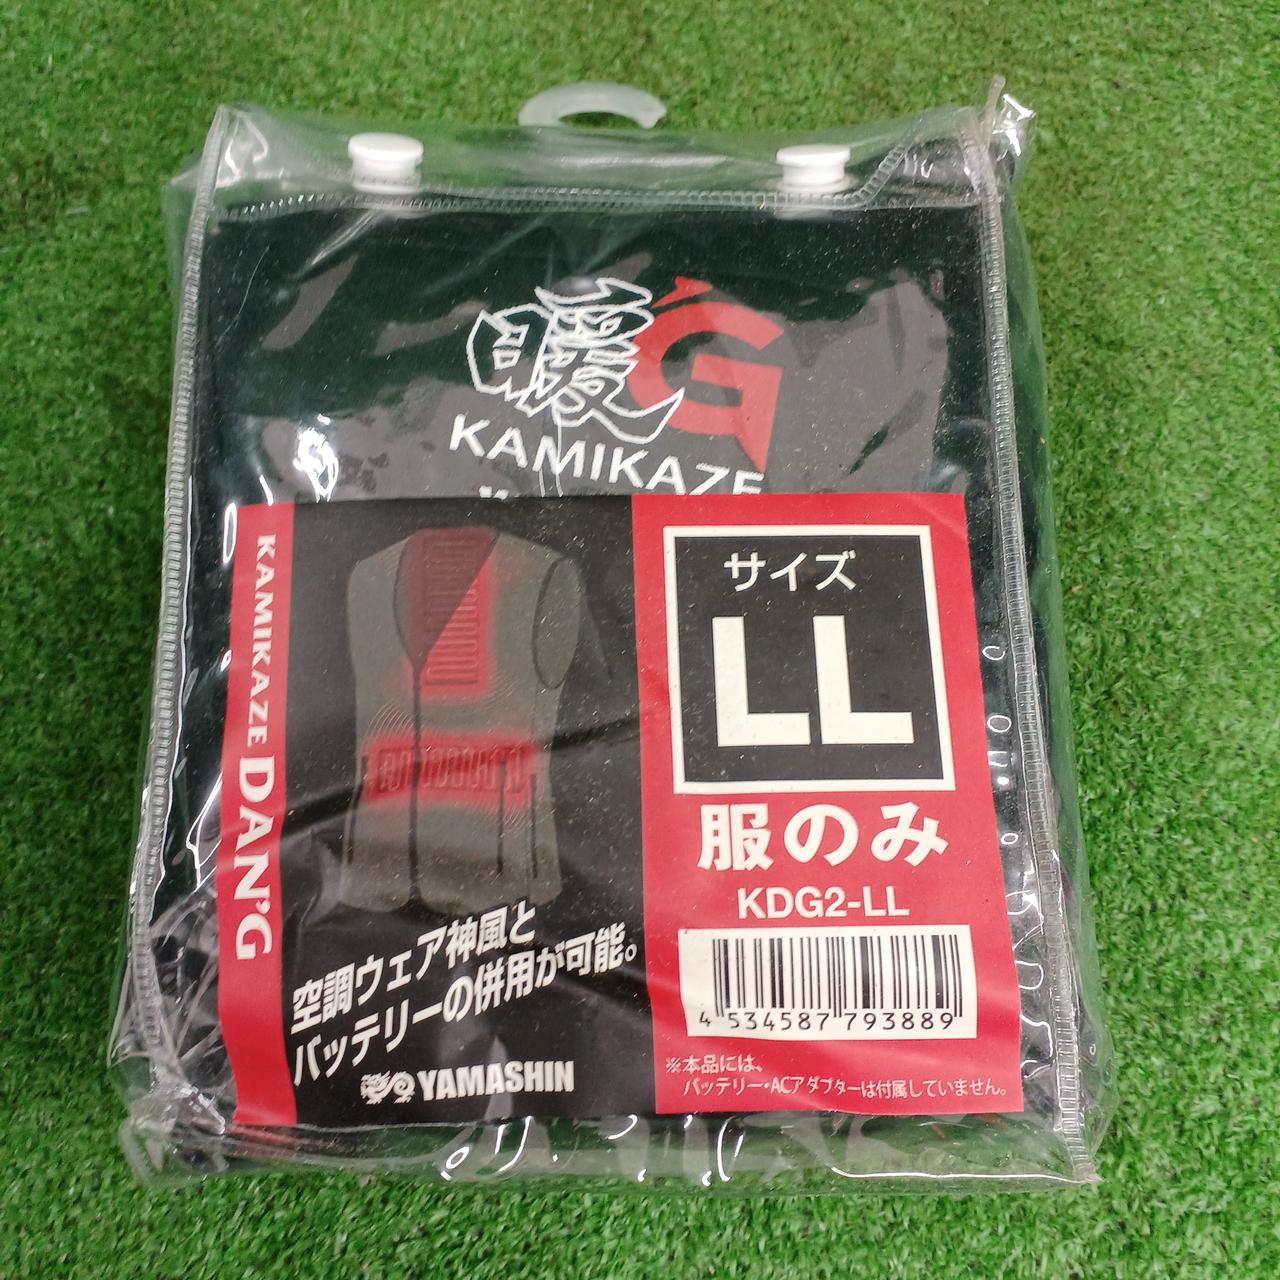 暖
G
KAMIKAZE
KAMIKAZE DAN'G
サイズ
LL
服のみ
KDG2-LL
4 534587 793889
※本品には、
バッテリー・ACアダプターは付属していません。
空調ウェア神風と
バッテリーの併用が可能。
YAMASHIN